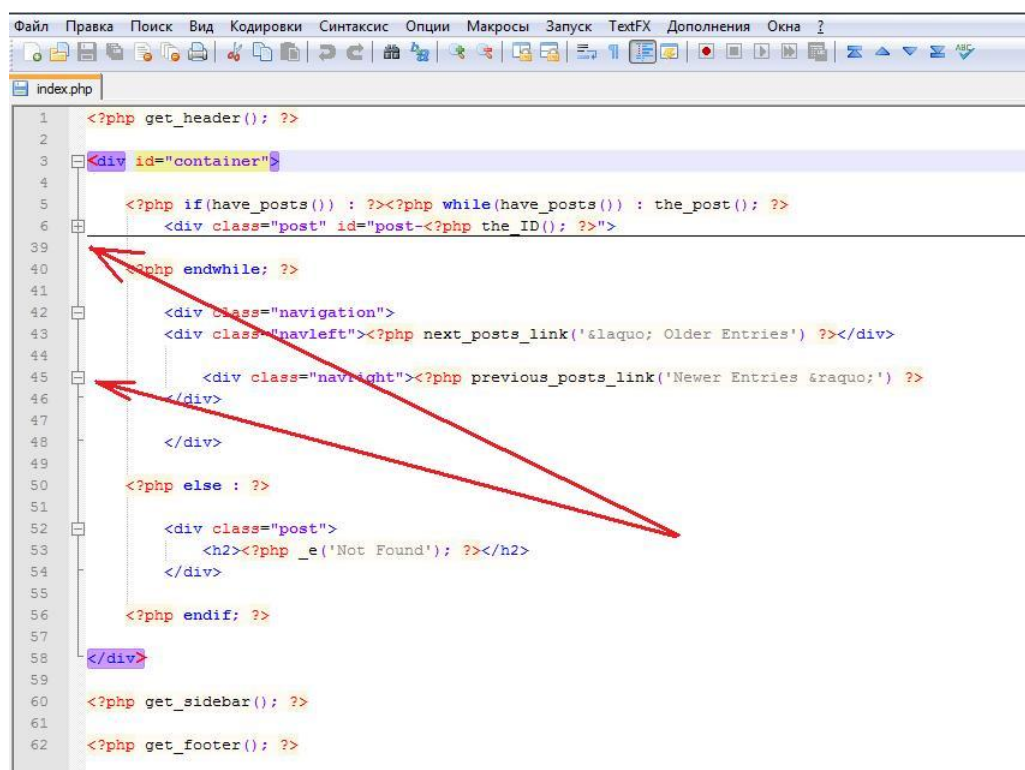 Файл Правка Поиск Вид Кодировки Синтаксис Опции Макросы Запуск TextFX Дополнения Окна ?
ABC
index.php
1 <?php get_header(); ?>
2
3 <div id="container">
4
5 <?php if(have_posts()) : ?><?php while(have_posts()) : the_post(); ?>
6 <div class="post" id="post-<?php the_ID(); ?>">
39
40 <?php endwhile; ?>
41
42 <div class="navigation">
43 <div class="navleft"><?php next_posts_link('&laquo; Older Entries') ?></div>
44
45 <div class="navright"><?php previous_posts_link('Newer Entries &raquo;') ?>
46 </div>
47
48 </div>
49
50 <?php else : ?>
51
52 <div class="post">
53 <h2><?php _e('Not Found'); ?></h2>
54 </div>
55
56 <?php endif; ?>
57
58 </div>
59
60 <?php get_sidebar(); ?>
61
62 <?php get_footer(); ?>